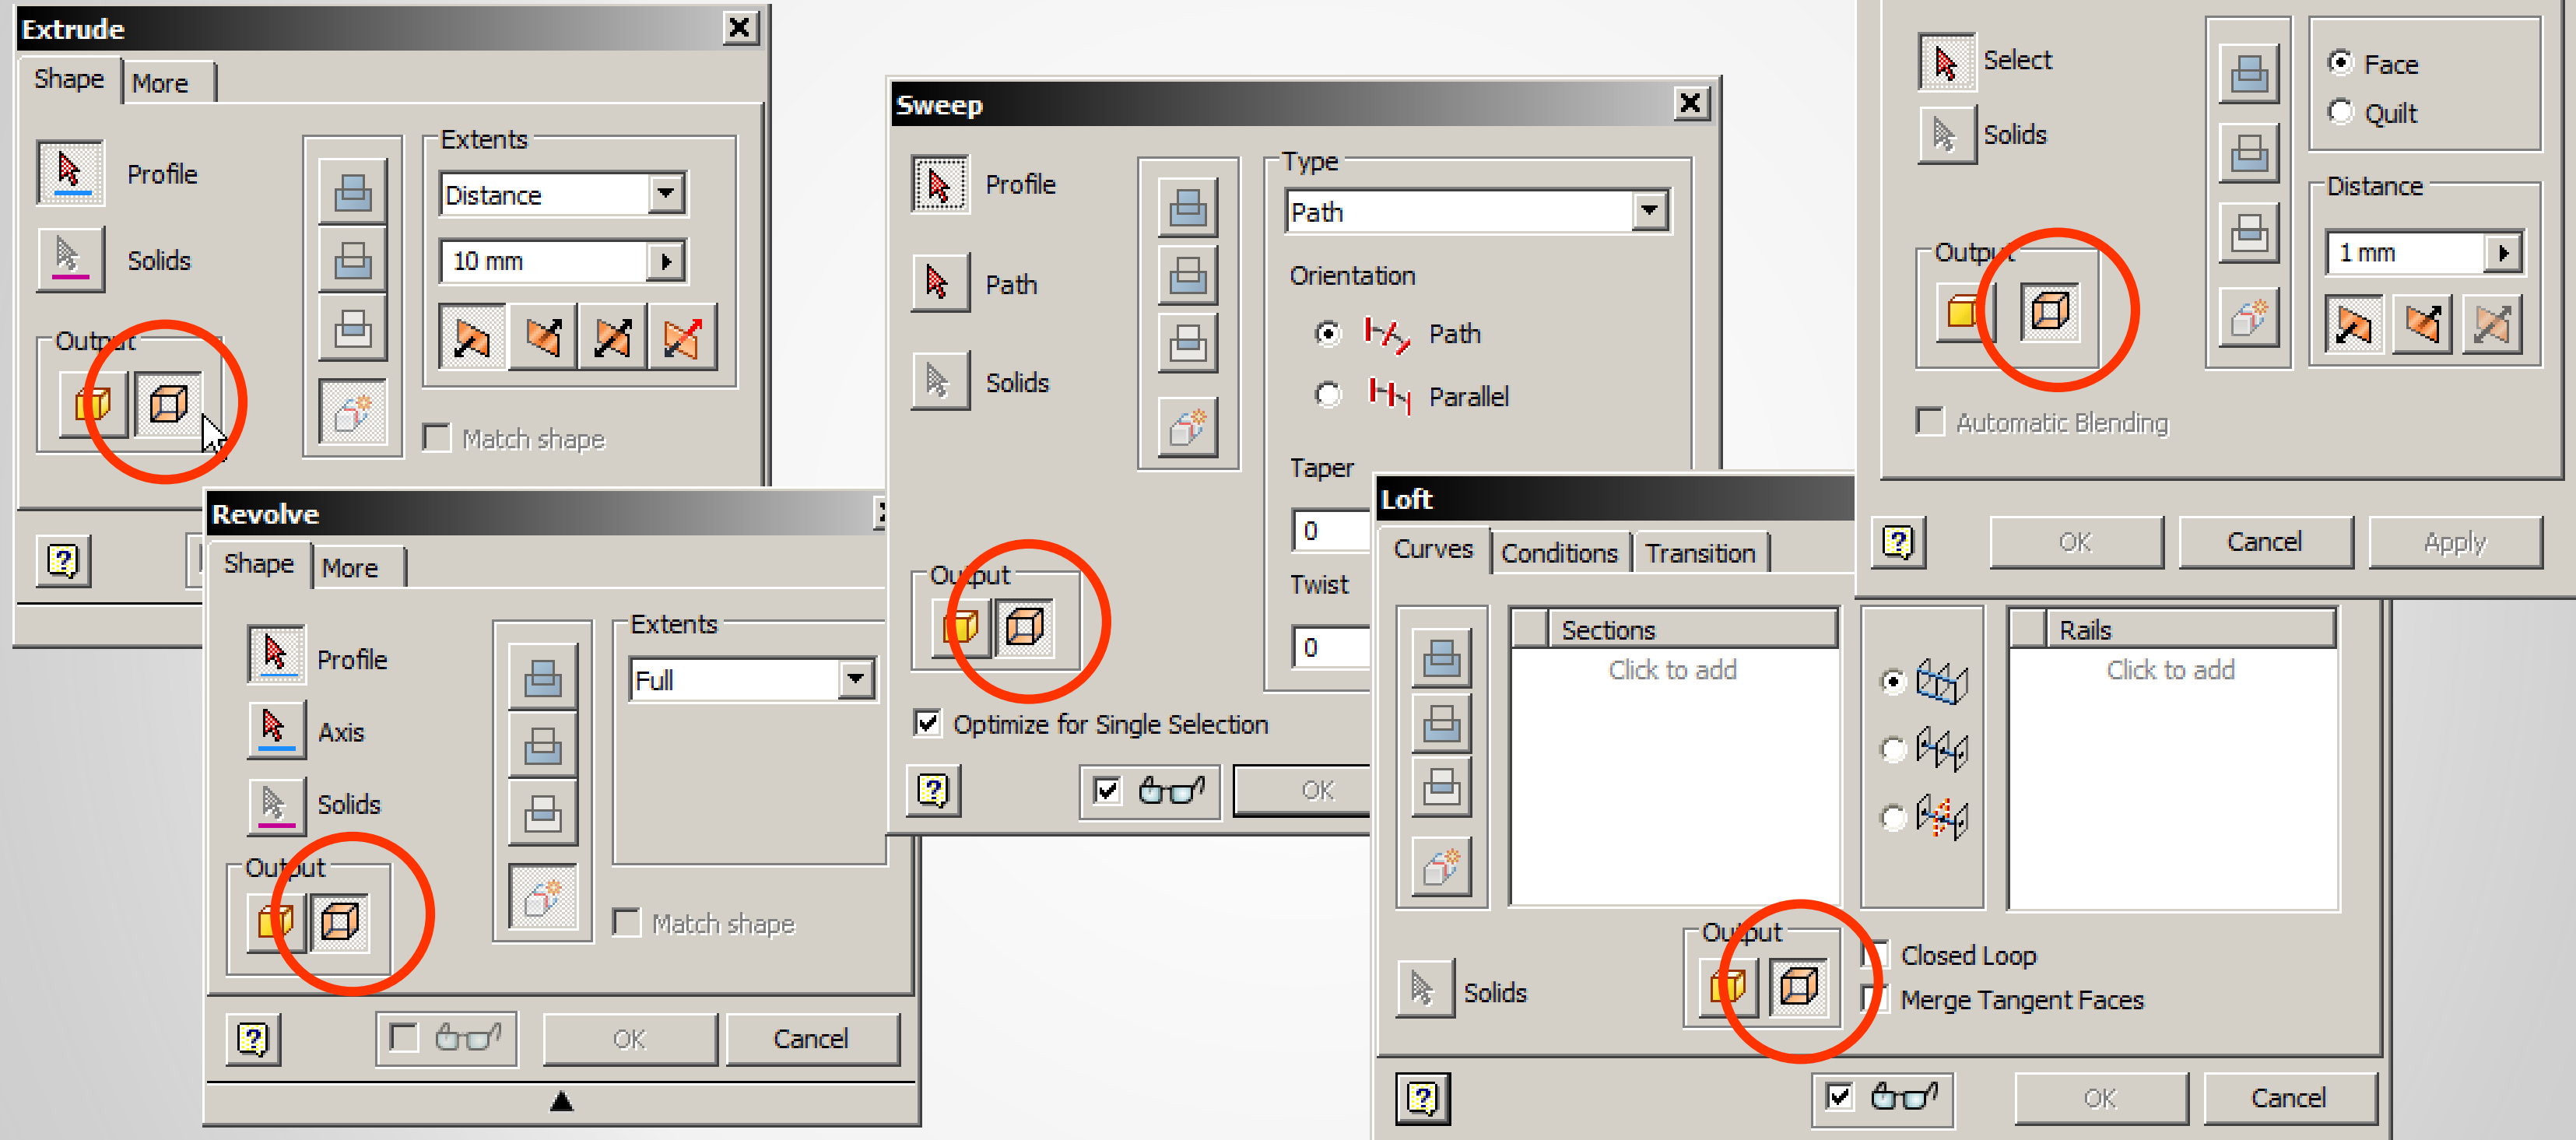 Extrude
Shape More
Profile
Solids
Output
Extents
Distance
10 mm
Match shape
Revolve
Shape More
Profile
Axis
Solids
Output
Extents
Full
Match shape
OK Cancel
Sweep
Profile
Path
Solids
Output
Type
Path
Orientation
Path
Parallel
Taper
0
Twist
0
Optimize for Single Selection
OK
Loft
Curves Conditions Transition
Sections
Click to add
Rails
Click to add
Solids
Output
Closed Loop
Merge Tangent Faces
OK Cancel
Select
Solids
Output
Automatic Blending
Face
Quilt
Distance
1 mm
OK Cancel Apply